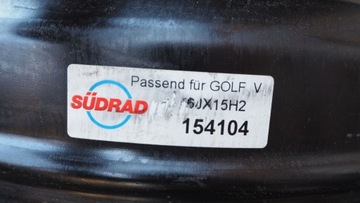 Passend für GOLF V
SÜDRAD
6JX15H2
154104